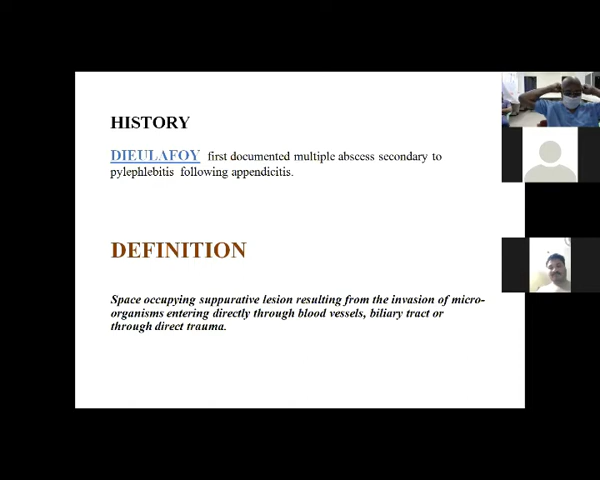 HISTORY
DIEULAFOY first documented multiple abscess secondary to
pylephlebitis following appendicitis.
DEFINITION
Space occupying suppurative lesion resulting from the invasion of micro-
organisms entering directly through blood vessels, biliary tract or
through direct trauma.